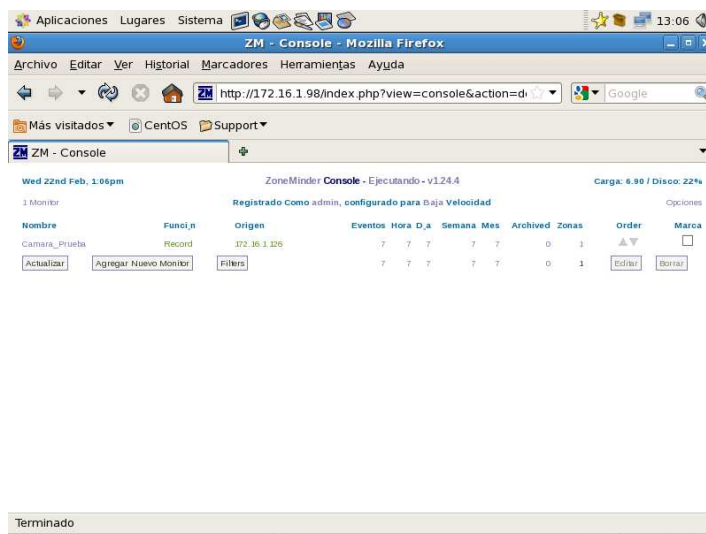 Aplicaciones Lugares Sistema 13:06
ZM - Console - Mozilla Firefox
Archivo Editar Ver Historial Marcadores Herramientas Ayuda
ZM http://172.16.1.98/index.php?view=console&action=d Google
Más visitados CentOS Support
ZM ZM - Console
Wed 22nd Feb, 1:06pm ZoneMinder Console - Ejecutando - v1.24.4 Carga: 6.90 / Disco: 22%
1 Monitor Registrado Como admin, configurado para Baja Velocidad Opciones
Nombre Funci,n Origen Eventos Hora D_a Semana Mes Archived Zonas Order Marca
Camara_Prueba Record 172.16.1.126 7 7 7 7 7 0 1
Actualizar Agregar Nuevo Monitor Filters 7 7 7 7 7 0 1 Editar Borrar
Terminado